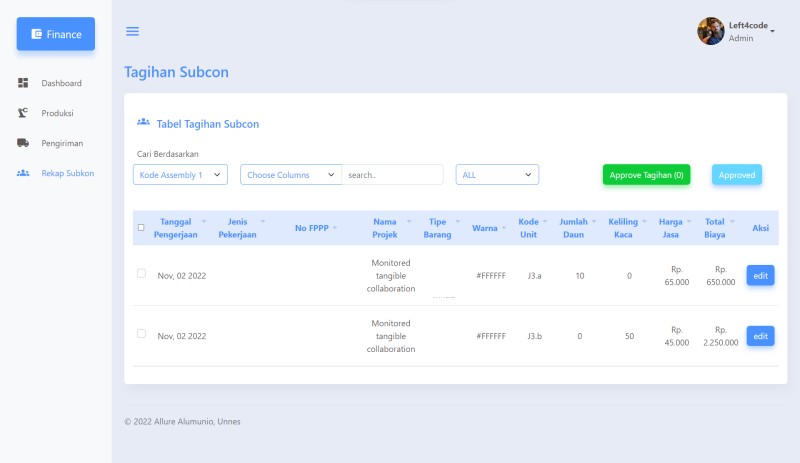 Finance
Left4code
Admin
Dashboard
Produksi
Pengiriman
Rekap Subkon
Tagihan Subcon
Tabel Tagihan Subcon
Cari Berdasarkan
Kode Assembly 1 Choose Columns search.. ALL Approve Tagihan (0) Approved
Tanggal Pengerjaan Jenis Pekerjaan No FPPP Nama Projek Tipe Barang Warna Kode Unit Jumlah Daun Keliling Kaca Harga Jasa Total Biaya Aksi
Nov, 02 2022 Monitored tangible collaboration #FFFFFF J3.a 10 0 Rp. 65.000 Rp. 650.000 edit
Nov, 02 2022 Monitored tangible collaboration #FFFFFF J3.b 0 50 Rp. 45.000 Rp. 2.250.000 edit
© 2022 Allure Alumunio, Unnes